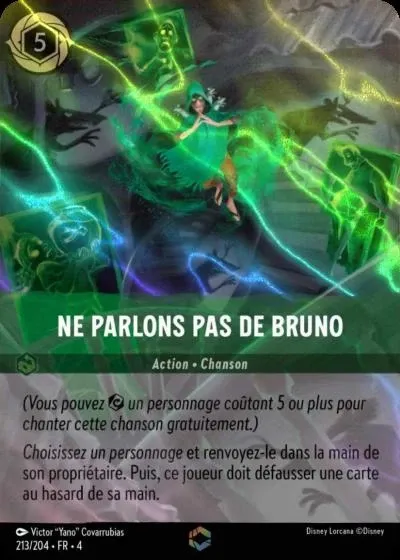 5
NE PARLONS PAS DE BRUNO
Action • Chanson
(Vous pouvez un personnage coûtant 5 ou plus pour
chanter cette chanson gratuitement.)
Choisissez un personnage et renvoyez-le dans la main de
son propriétaire. Puis, ce joueur doit défausser une carte
au hasard de sa main.
Victor "Yano" Covarrubias
Disney Lorcana ©Disney
213/204 • FR • 4